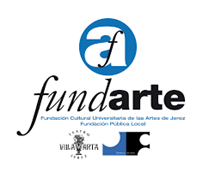 af
fundarte
Fundación Cultural Universitaria de las Artes de Jerez
Fundación Pública Local
TEATRO
VILLAMARTA
JEREZ